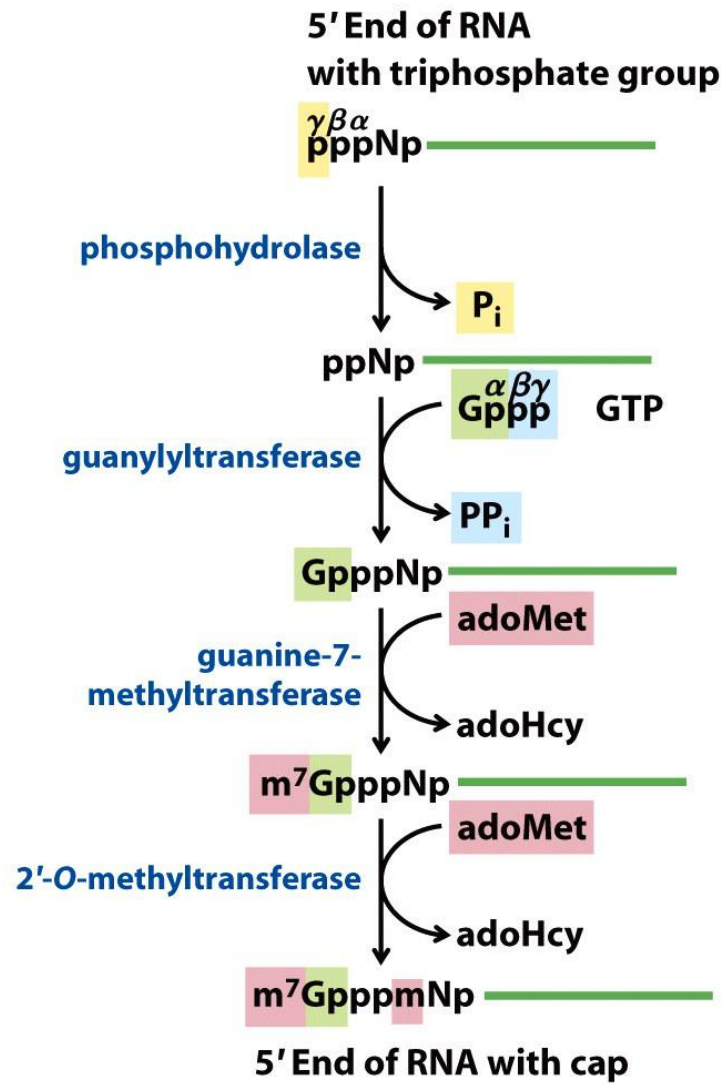 5′ End of RNA
with triphosphate group
γβα
pppNp
phosphohydrolase
Pi
ppNp
αβγ
Gppp GTP
guanylyltransferase
PPi
GpppNp
adoMet
guanine-7-
methyltransferase
adoHcy
m⁷GpppNp
adoMet
2′-O-methyltransferase
adoHcy
m⁷GpppmNp
5′ End of RNA with cap